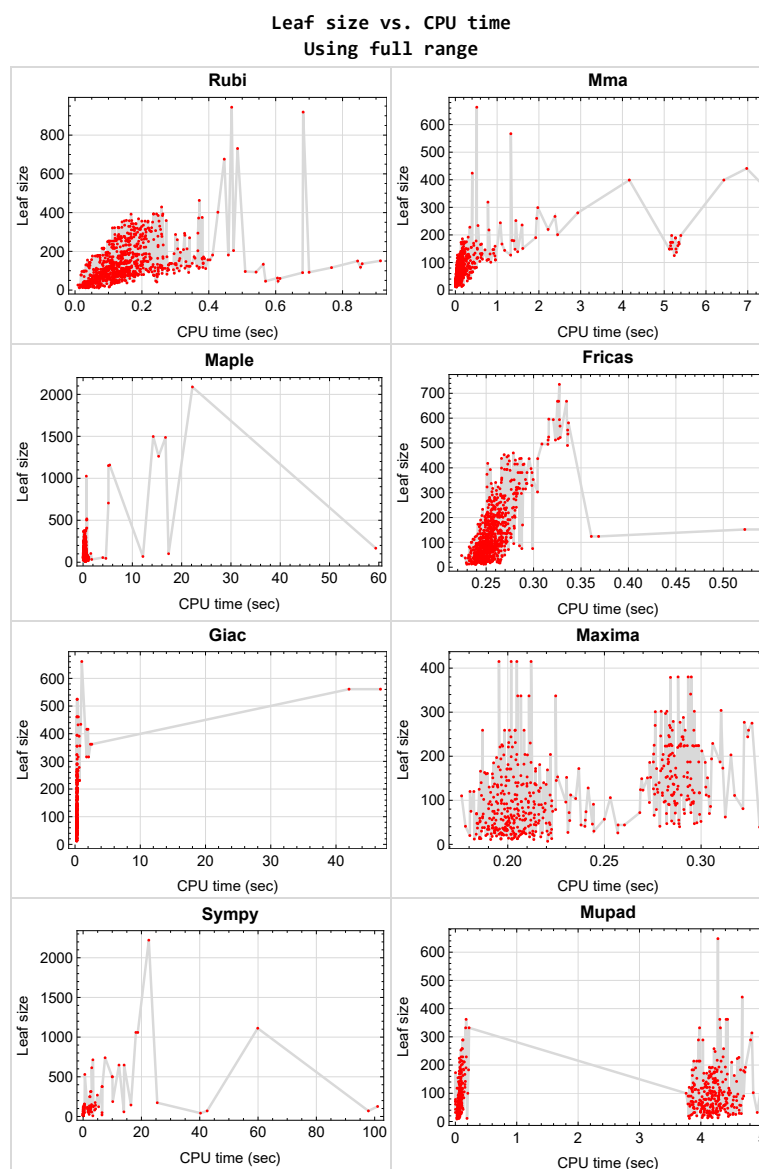 Leaf size vs. CPU time
Using full range
Rubi
Leaf size
800
600
400
200
0
0.0 0.2 0.4 0.6 0.8
CPU time (sec)
Mma
Leaf size
600
500
400
300
200
100
0
0 1 2 3 4 5 6 7
CPU time (sec)
Maple
Leaf size
2000
1500
1000
500
0
0 10 20 30 40 50 60
CPU time (sec)
Fricas
Leaf size
700
600
500
400
300
200
100
0
0.25 0.30 0.35 0.40 0.45 0.50
CPU time (sec)
Giac
Leaf size
600
500
400
300
200
100
0
0 10 20 30 40
CPU time (sec)
Maxima
Leaf size
400
300
200
100
0
0.20 0.25 0.30
CPU time (sec)
Sympy
Leaf size
2000
1500
1000
500
0
0 20 40 60 80 100
CPU time (sec)
Mupad
Leaf size
600
500
400
300
200
100
0
0 1 2 3 4
CPU time (sec)